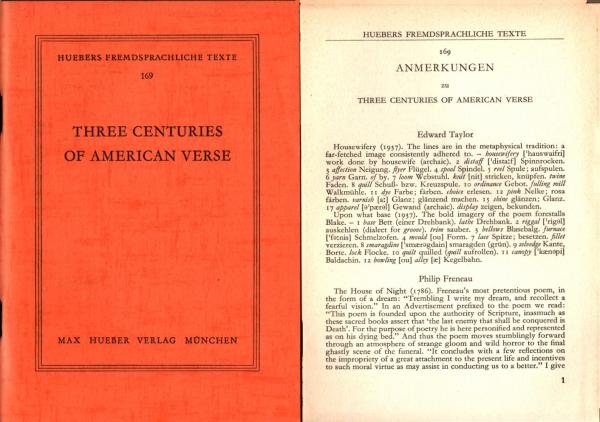 HUEBERS FREMDSPRACHLICHE TEXTE
169
THREE CENTURIES
OF AMERICAN VERSE
MAX HUEBER VERLAG MÜNCHEN
HUEBERS FREMDSPRACHLICHE TEXTE
169
ANMERKUNGEN
zu
THREE CENTURIES OF AMERICAN VERSE
Edward Taylor
Housewifery (1937). The lines are in the metaphysical tradition: a
far-fetched image consistently adhered to. – housewifery ['hauswaifri]
work done by housewife (archaic). 2 distaff ['dista:f] Spinnrocken.
3 affection Neigung. flyer Flügel. 4 spool Spindel. 5 reel Spule; aufspulen.
6 yarn Garn. of by. 7 loom Webstuhl. knit [nit] stricken, knüpfen. twine
Faden. 8 quill Schuß- bzw. Kreuzspule. 10 ordinance Gebot. fulling mill
Walkmühle. 11 dye Farbe; färben. choice erlesen. 12 pink Nelke; rosa
färben. varnish [a:] Glanz; glänzend machen. 15 shine glänzen; Glanz.
17 apparel [ə'pærəl] Gewand (archaic). display zeigen, bekunden.
Upon what base (1937). The bold imagery of the poem forestalls
Blake. – 1 base Bett (einer Drehbank). lathe Drehbank. 2 riggal ['rigəl]
auskehlen (dialect for groove). trim sauber. 3 bellows Blasebalg. furnace
['fə:nis] Schmelzofen. 4 mould [ou] Form. 7 lace Spitze; besetzen. fillet
verzieren. 8 smaragdine [smærəgdain] smaragden (grün). 9 selvedge Kante,
Borte. lock Flocke. 10 quilt quilled (quill aufrollen). 11 canopy ['kænəpi]
Baldachin. 12 bowling [ou] alley [æ] Kegelbahn.
Philip Freneau
The House of Night (1786). Freneau's most pretentious poem, in
the form of a dream: "Trembling I write my dream, and recollect a
fearful vision." In an Advertisement prefixed to the poem we read:
"This poem is founded upon the authority of Scripture, inasmuch as
these sacred books assert that 'the last enemy that shall be conquered is
Death'. For the purpose of poetry he is here personified and represented
as on his dying bed." And thus the poem moves stumblingly forward
through an atmosphere of strange gloom and wild horror to the final
ghastly scene of the funeral. "It concludes with a few reflections on
the impropriety of a great attachment to the present life and incentives
to such moral virtue as may assist in conducting us to a better." I give
1